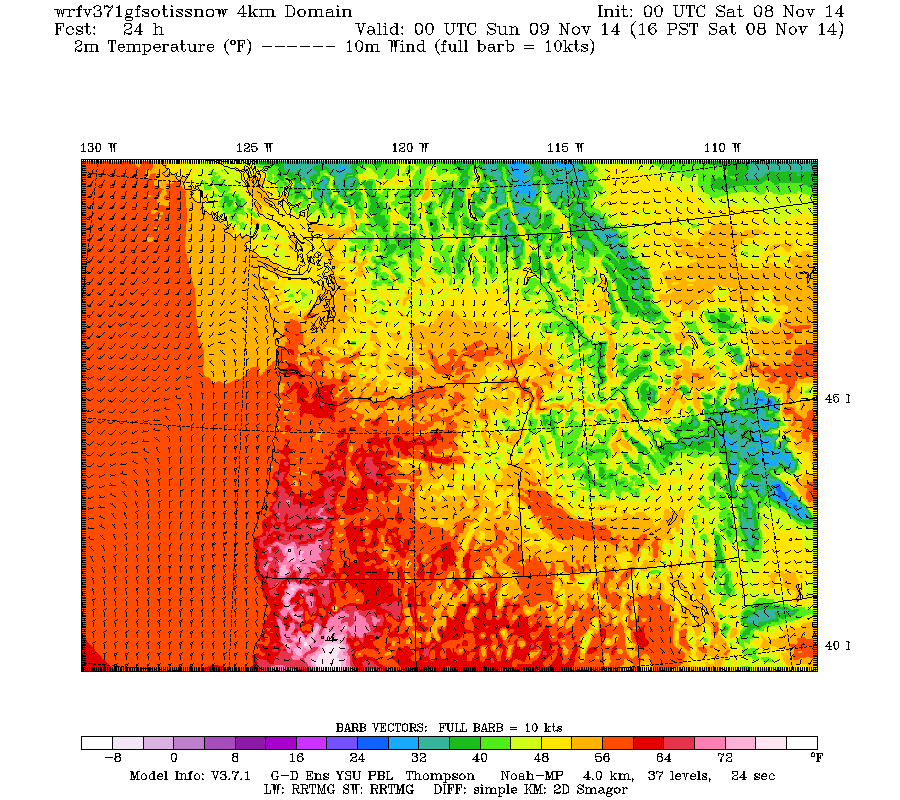 wrfv371gfsotissnow 4km Domain Init: 00 UTC Sat 08 Nov 14
Fcst: 24 h Valid: 00 UTC Sun 09 Nov 14 (16 PST Sat 08 Nov 14)
2m Temperature (°F) ------ 10m Wind (full barb = 10kts)
130 W 125 W 120 W 115 W 110 W
45 
40 
BARB VECTORS: FULL BARB = 10 kts
-8 0 8 16 24 32 40 48 56 64 72 °F
Model Info: V3.7.1 G-D Ens YSU PBL Thompson Noah-MP 4.0 km, 37 levels, 24 sec
LW: RRTMG SW: RRTMG DIFF: simple KM: 2D Smagor